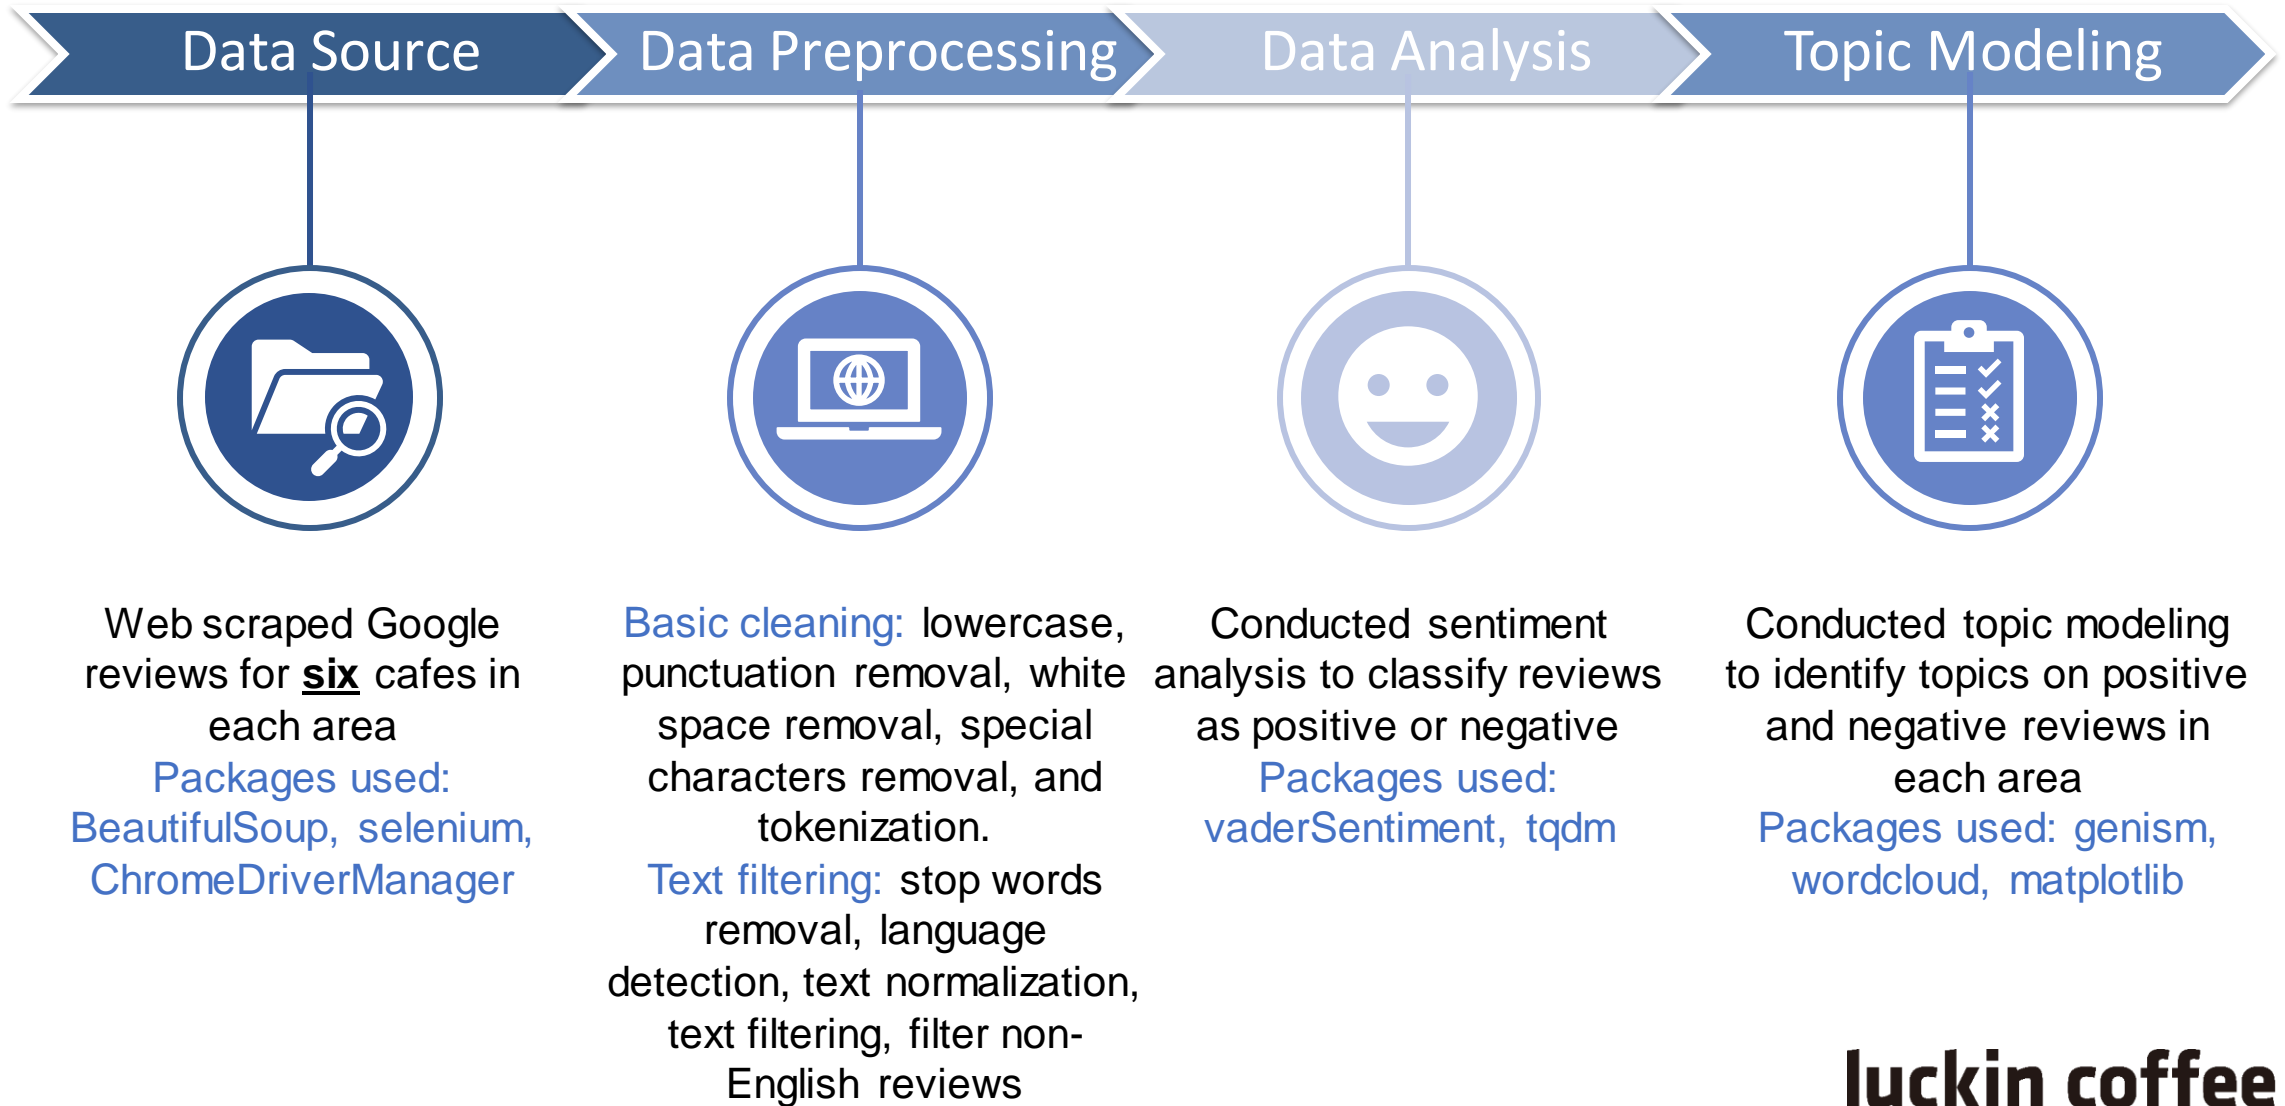 Data Source
Data Preprocessing
Data Analysis
Topic Modeling
Web scraped Google
reviews for six cafes in
each area
Packages used:
BeautifulSoup, selenium,
ChromeDriverManager
Basic cleaning: lowercase,
punctuation removal, white
space removal, special
characters removal, and
tokenization.
Text filtering: stop words
removal, language
detection, text normalization,
text filtering, filter non-
English reviews
Conducted sentiment
analysis to classify reviews
as positive or negative
Packages used:
vaderSentiment, tqdm
Conducted topic modeling
to identify topics on positive
and negative reviews in
each area
Packages used: genism,
wordcloud, matplotlib
luckin coffee